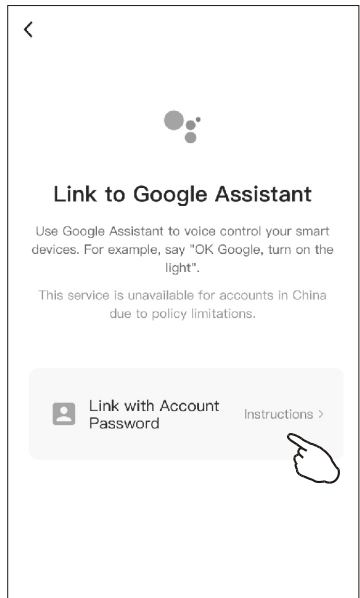 Link to Google Assistant
Use Google Assistant to voice control your smart
devices. For example, say "OK Google, turn on the
light".
This service is unavailable for accounts in China
due to policy limitations.
Link with Account
Password
Instructions >